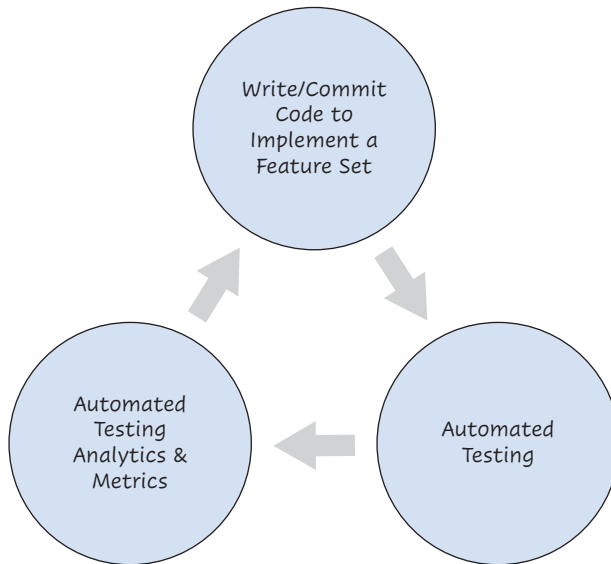 Write/Commit
Code to
Implement a
Feature Set
Automated
Testing
Analytics &
Metrics
Automated
Testing